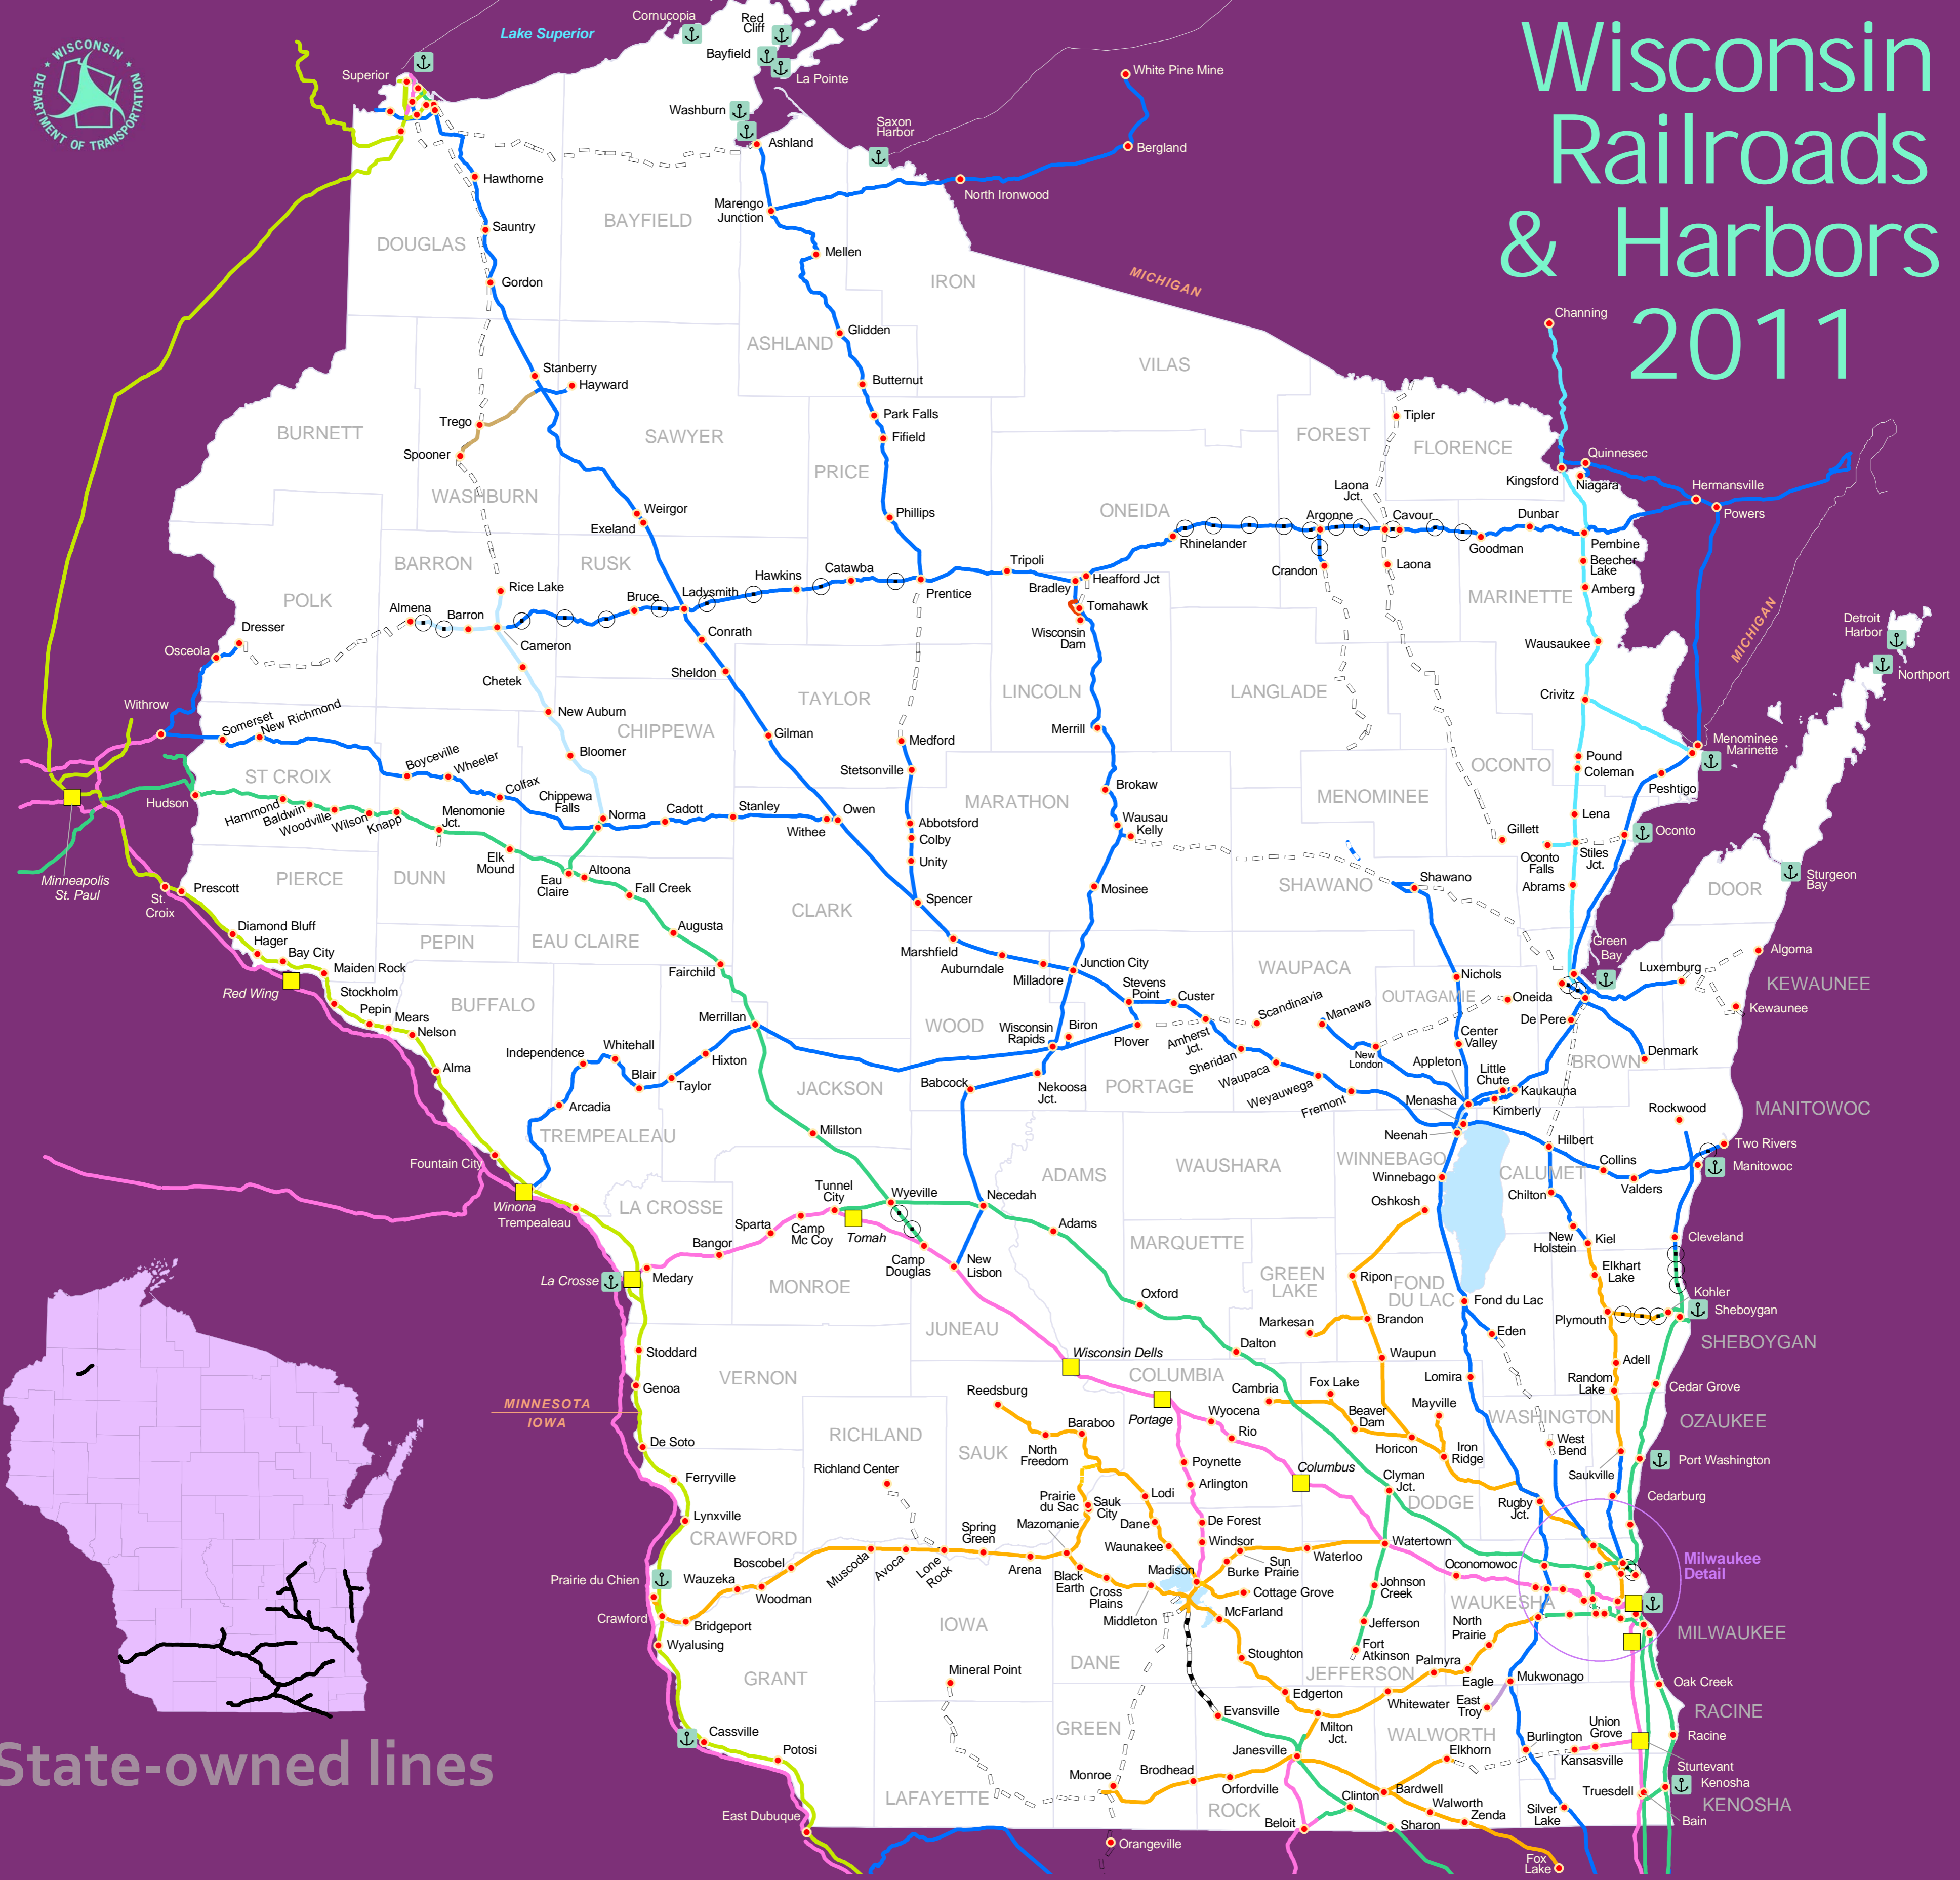 Wisconsin
Railroads
& Harbors
2011
WISCONSIN
DEPARTMENT OF TRANSPORTATION
Lake Superior
Cornucopia
Red
Cliff
Bayfield
La Pointe
Superior
Washburn
Ashland
Saxon
Harbor
White Pine Mine
Bergland
North Ironwood
Hawthorne
Marengo
Junction
BAYFIELD
DOUGLAS
Sauntry
Mellen
Gordon
IRON
MICHIGAN
Channing
Glidden
ASHLAND
VILAS
Stanberry
Hayward
Butternut
Park Falls
Fifield
Trego
Spooner
BURNETT
SAWYER
WASHBURN
PRICE
Tipler
FOREST
FLORENCE
Quinnesec
Kingsford
Niagara
Hermansville
Powers
Laona
Jct.
Weirgor
Exeland
Phillips
ONEIDA
Argonne
Cavour
Dunbar
Rhinelander
Goodman
Pembine
Beecher
Lake
Amberg
Crandon
Laona
BARRON
RUSK
Rice Lake
Hawkins
Catawba
Tripoli
Bradley
Heafford Jct
Prentice
Tomahawk
Wisconsin
Dam
MARINETTE
POLK
Almena
Barron
Bruce
Ladysmith
Cameron
Conrath
Dresser
Osceola
Wausaukee
Detroit
Harbor
Northport
MICHIGAN
Chetek
Sheldon
TAYLOR
LINCOLN
LANGLADE
Crivitz
Withrow
Somerset
New Richmond
New Auburn
CHIPPEWA
Gilman
Medford
Merrill
Menominee
Marinette
Bloomer
Boyceville
Wheeler
Colfax
Stetsonville
Pound
Coleman
OCONTO
Peshtigo
ST CROIX
Hudson
Hammond
Baldwin
Woodville
Wilson
Knapp
Menomonie
Jct.
Chippewa
Falls
Norma
Cadott
Stanley
Withee
Owen
Abbotsford
Colby
Unity
MARATHON
Brokaw
Wausau
Kelly
MENOMINEE
Gillett
Lena
Oconto
Oconto
Falls
Stiles
Jct.
Abrams
Minneapolis
St. Paul
St.
Croix
Prescott
PIERCE
DUNN
Elk
Mound
Eau
Claire
Altoona
Fall Creek
Augusta
CLARK
Spencer
Mosinee
SHAWANO
Shawano
DOOR
Sturgeon
Bay
Diamond Bluff
Hager
Bay City
Maiden Rock
Red Wing
Stockholm
Pepin
Mears
Nelson
Alma
PEPIN
EAU CLAIRE
Fairchild
Marshfield
Auburndale
Milladore
Junction City
WAUPACA
Nichols
Green
Bay
Luxemburg
Algoma
KEWAUNEE
Kewaunee
BUFFALO
Merrillan
WOOD
Stevens
Point
Custer
Scandinavia
Manawa
OUTAGAMIE
Oneida
De Pere
Wisconsin
Rapids
Biron
Plover
Amherst
Jct.
Sheridan
Waupaca
Weyauwega
Fremont
New
London
Center
Valley
Appleton
Little
Chute
Kaukauna
Kimberly
BROWN
Denmark
Independence
Whitehall
Blair
Taylor
Hixton
Arcadia
TREMPEALEAU
JACKSON
Babcock
Nekoosa
Jct.
PORTAGE
Menasha
Neenah
Rockwood
MANITOWOC
Two Rivers
Manitowoc
Hilbert
Collins
Valders
CALUMET
Chilton
Fountain City
Winona
Trempealeau
Millston
ADAMS
WAUSHARA
WINNEBAGO
Winnebago
Oshkosh
LA CROSSE
Tunnel
City
Wyeville
Necedah
Sparta
Camp
Mc Coy
Tomah
Camp
Douglas
New
Lisbon
Adams
Bangor
Medary
La Crosse
MONROE
MARQUETTE
New
Holstein
Kiel
Cleveland
Elkhart
Lake
GREEN
LAKE
Ripon
FOND
DU LAC
Fond du Lac
Kohler
Sheboygan
Plymouth
SHEBOYGAN
JUNEAU
Oxford
Dalton
Markesan
Brandon
Waupun
Eden
Adell
Random
Lake
Stoddard
Genoa
VERNON
Wisconsin Dells
COLUMBIA
Lomira
Cedar Grove
MINNESOTA
IOWA
Reedsburg
Baraboo
North
Freedom
Portage
Wyocena
Rio
Cambria
Fox Lake
Beaver
Dam
Horicon
Mayville
Iron
Ridge
WASHINGTON
West
Bend
OZAUKEE
Port Washington
Saukville
Cedarburg
De Soto
RICHLAND
Richland Center
SAUK
Poynette
Arlington
Columbus
Clyman
Jct.
DODGE
Rugby
Jct.
Ferryville
Lynxville
CRAWFORD
Prairie
du Sac
Sauk
City
Lodi
Dane
Waunakee
De Forest
Windsor
Burke
Sun
Prairie
Waterloo
Watertown
Oconomowoc
Milwaukee
Detail
Prairie du Chien
Crawford
Bridgeport
Wauzeka
Woodman
Boscobel
Muscoda
Avoca
Lone
Rock
Spring
Green
Arena
Mazomanie
Black
Earth
Cross
Plains
Middleton
Madison
Cottage Grove
McFarland
Johnson
Creek
Jefferson
Fort
Atkinson
WAUKESHA
North
Prairie
MILWAUKEE
Wyalusing
IOWA
DANE
Stoughton
JEFFERSON
Palmyra
Eagle
Mukwonago
GRANT
Mineral Point
Evansville
Edgerton
Milton
Jct.
Whitewater
East
Troy
Oak Creek
RACINE
Racine
Cassville
Potosi
GREEN
WALWORTH
Elkhorn
Burlington
Union
Grove
Kansasville
Sturtevant
Janesville
LAFAYETTE
Monroe
Brodhead
Orfordville
ROCK
Bardwell
Walworth
Zenda
Clinton
Sharon
Beloit
Silver
Lake
Truesdell
Kenosha
KENOSHA
Bain
East Dubuque
Orangeville
Fox
Lake
State-owned lines